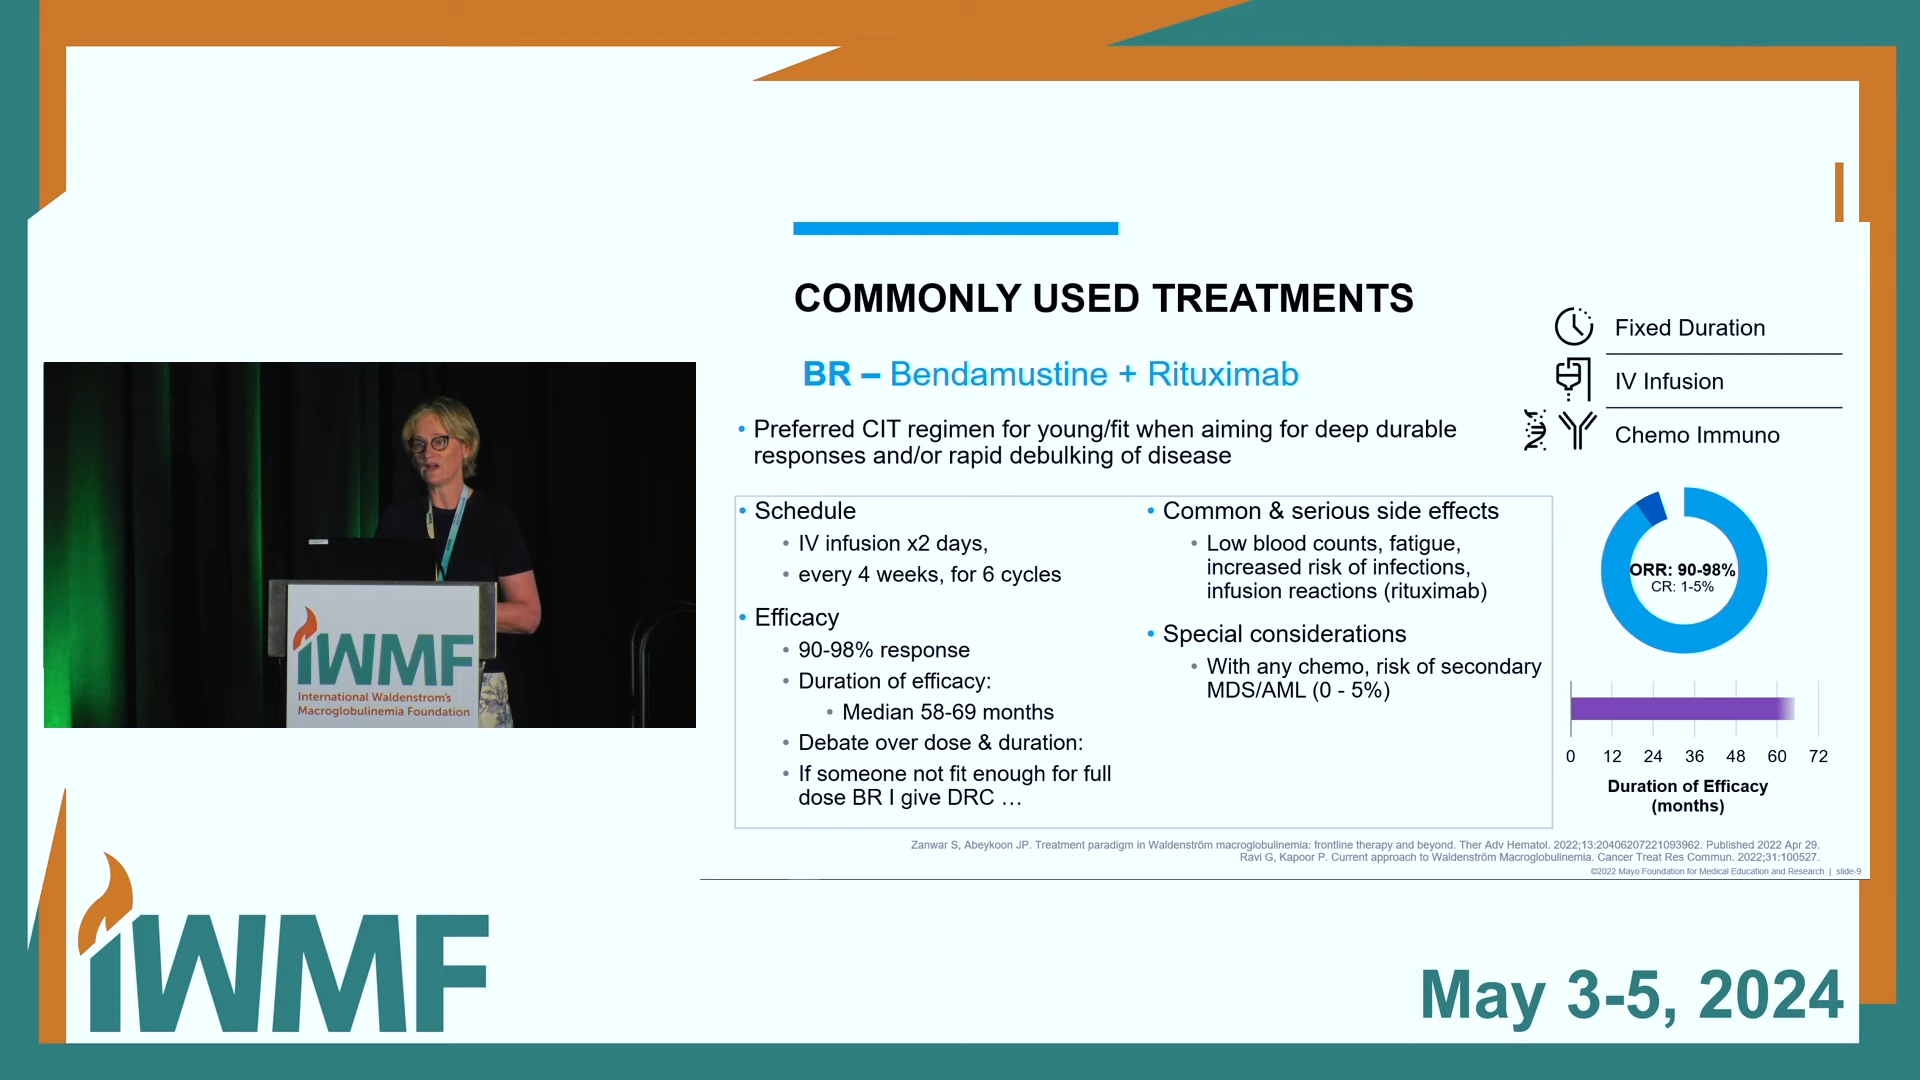 COMMONLY USED TREATMENTS
BR – Bendamustine + Rituximab
• Preferred CIT regimen for young/fit when aiming for deep durable
responses and/or rapid debulking of disease
• Schedule
• IV infusion x2 days,
• every 4 weeks, for 6 cycles
• Efficacy
• 90-98% response
• Duration of efficacy:
• Median 58-69 months
• Debate over dose & duration:
• If someone not fit enough for full
dose BR I give DRC …
• Common & serious side effects
• Low blood counts, fatigue,
increased risk of infections,
infusion reactions (rituximab)
• Special considerations
• With any chemo, risk of secondary
MDS/AML (0 - 5%)
Fixed Duration
IV Infusion
Chemo Immuno
ORR: 90-98%
CR: 1-5%
0 12 24 36 48 60 72
Duration of Efficacy
(months)
Zanwar S, Abeykoon JP. Treatment paradigm in Waldenström macroglobulinemia: frontline therapy and beyond. Ther Adv Hematol. 2022;13:20406207221093962. Published 2022 Apr 29.
Ravi G, Kapoor P. Current approach to Waldenström Macroglobulinemia. Cancer Treat Res Commun. 2022;31:100527.
©2022 Mayo Foundation for Medical Education and Research | slide-9
iWMF
International Waldenstrom's
Macroglobulinemia Foundation
iWMF
May 3-5, 2024